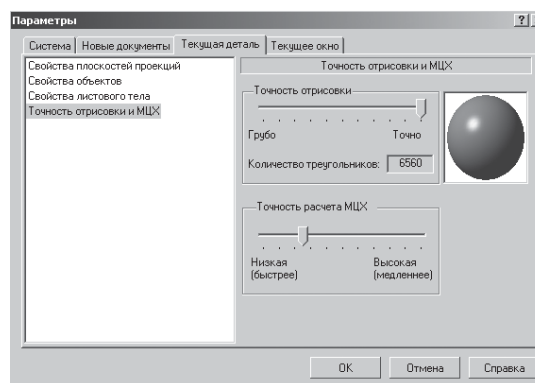 Параметры
Система Новые документы Текущая деталь Текущее окно
Свойства плоскостей проекций
Свойства объектов
Свойства листового тела
Точность отрисовки и МЦХ
Точность отрисовки и МЦХ
Точность отрисовки
Грубо Точно
Количество треугольников: 6560
Точность расчета МЦХ
Низкая Высокая
(быстрее) (медленнее)
OK Отмена Справка